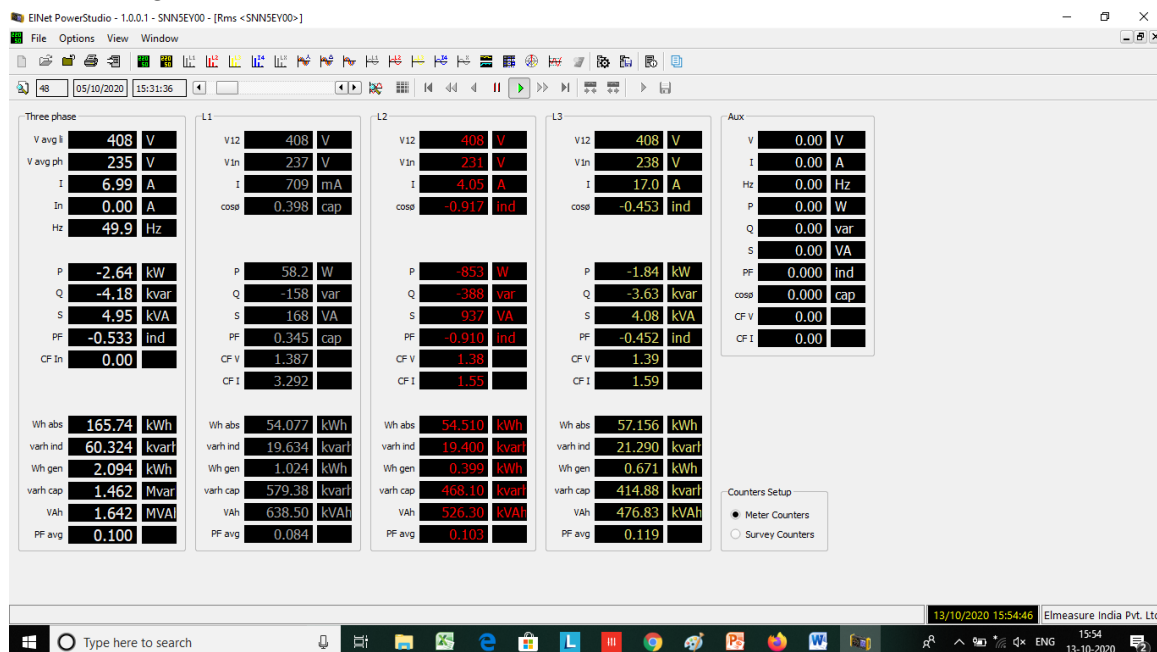 ElNet PowerStudio - 1.0.0.1 - SNN5EY00 - [Rms <SNN5EY00>]
File Options View Window
48 05/10/2020 15:31:36
Three phase
V avg li 408 V
V avg ph 235 V
I 6.99 A
In 0.00 A
Hz 49.9 Hz
P -2.64 kW
Q -4.18 kvar
S 4.95 kVA
PF -0.533 ind
CF In 0.00
Wh abs 165.74 kWh
varh ind 60.324 kvarh
Wh gen 2.094 kWh
varh cap 1.462 Mvar
VAh 1.642 MVAh
PF avg 0.100
L1
V12 408 V
V1n 237 V
I 709 mA
cosø 0.398 cap
P 58.2 W
Q -158 var
S 168 VA
PF 0.345 cap
CF V 1.387
CF I 3.292
Wh abs 54.077 kWh
varh ind 19.634 kvarh
Wh gen 1.024 kWh
varh cap 579.38 kvarh
VAh 638.50 kVAh
PF avg 0.084
L2
V12 408 V
V1n 231 V
I 4.05 A
cosø -0.917 ind
P -853 W
Q -388 var
S 937 VA
PF -0.910 ind
CF V 1.38
CF I 1.55
Wh abs 54.510 kWh
varh ind 19.400 kvarh
Wh gen 0.399 kWh
varh cap 468.10 kvarh
VAh 526.30 kVAh
PF avg 0.103
L3
V12 408 V
V1n 238 V
I 17.0 A
cosø -0.453 ind
P -1.84 kW
Q -3.63 kvar
S 4.08 kVA
PF -0.452 ind
CF V 1.39
CF I 1.59
Wh abs 57.156 kWh
varh ind 21.290 kvarh
Wh gen 0.671 kWh
varh cap 414.88 kvarh
VAh 476.83 kVAh
PF avg 0.119
Aux
V 0.00 V
I 0.00 A
Hz 0.00 Hz
P 0.00 W
Q 0.00 var
S 0.00 VA
PF 0.000 ind
cosø 0.000 cap
CF V 0.00
CF I 0.00
Counters Setup
Meter Counters
Survey Counters
13/10/2020 15:54:46 Elmeasure India Pvt. Ltd
Type here to search
ENG
15:54
13-10-2020